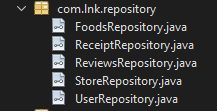 com.lnk.repository
FoodsRepository.java
ReceiptRepository.java
ReviewsRepository.java
StoreRepository.java
UserRepository.java